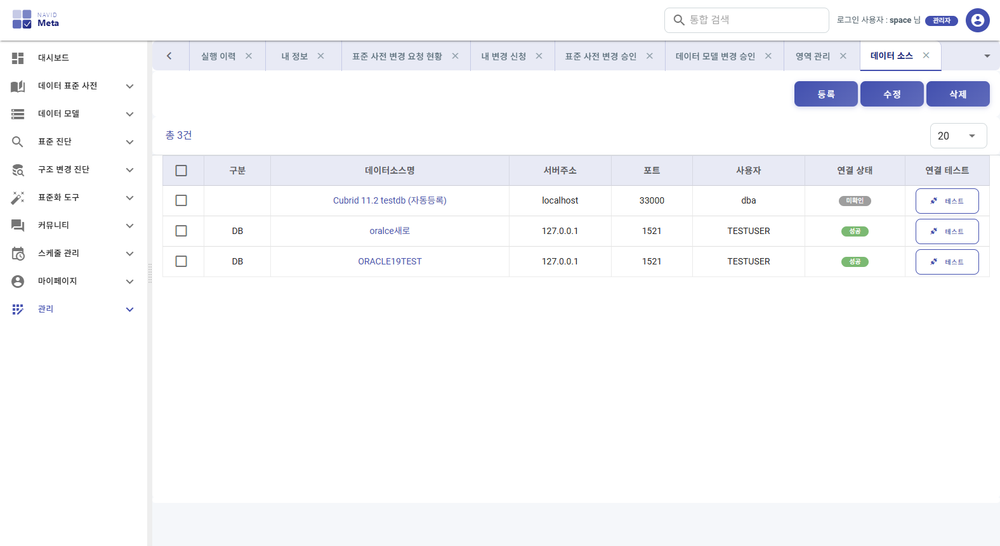 NAVID
Meta
통합 검색
로그인 사용자 : space 님 관리자
대시보드
데이터 표준 사전
데이터 모델
표준 진단
구조 변경 진단
표준화 도구
커뮤니티
스케줄 관리
마이페이지
관리
실행 이력 내 정보 표준 사전 변경 요청 현황 내 변경 신청 표준 사전 변경 승인 데이터 모델 변경 승인 영역 관리 데이터 소스
등록 수정 삭제
총 3건
20
구분 데이터소스명 서버주소 포트 사용자 연결 상태 연결 테스트
Cubrid 11.2 testdb (자동등록) localhost 33000 dba 미확인 테스트
DB oralce새로 127.0.0.1 1521 TESTUSER 성공 테스트
DB ORACLE19TEST 127.0.0.1 1521 TESTUSER 성공 테스트